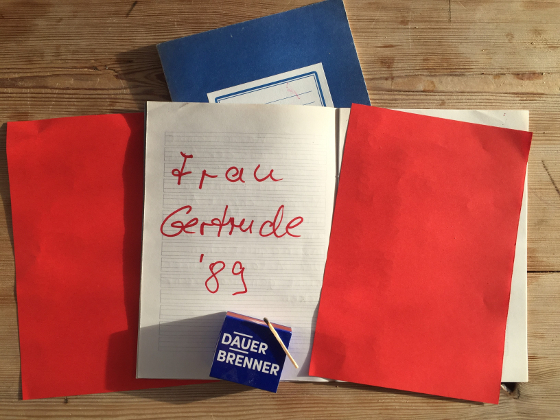 Frau
Gertrude
'89
DAUER
BRENNER